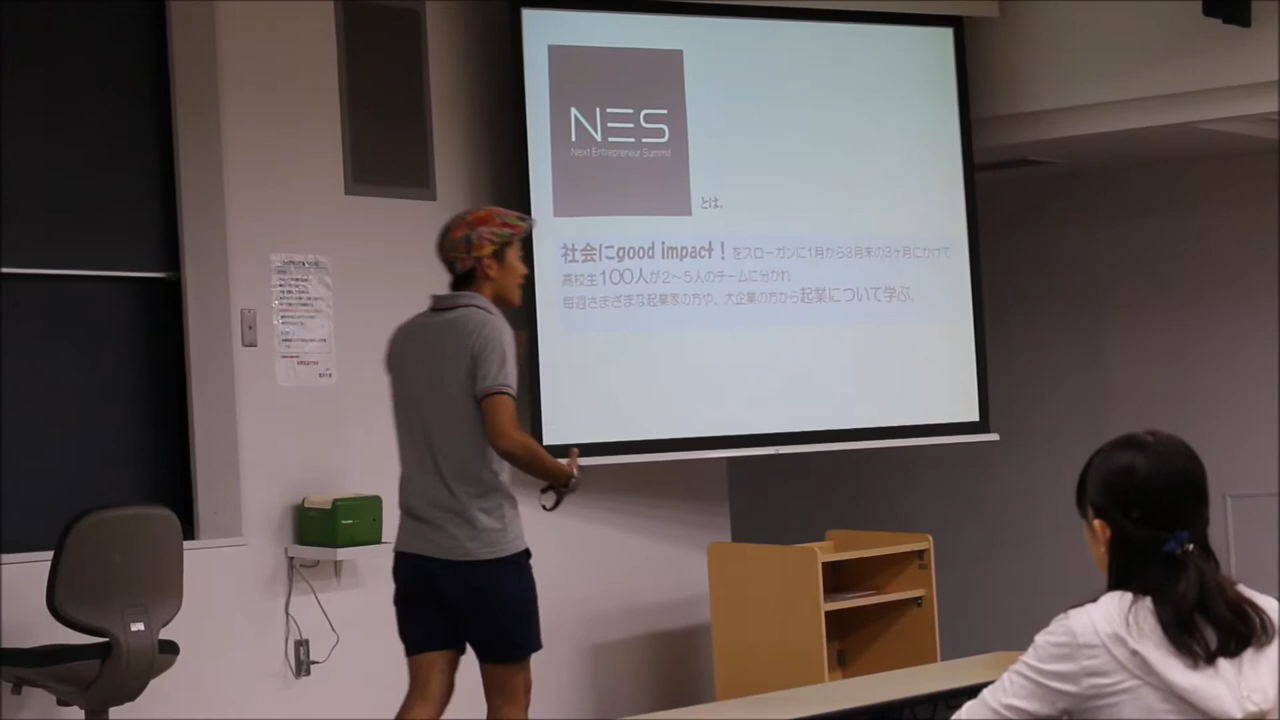 NES
Next Entrepreneur Summit
とは、
社会にgood impact！をスローガンに1月から3月末の3ヶ月にかけて
高校生100人が2～5人のチームに分かれ
毎週さまざまな起業家の方や、大企業の方から起業について学ぶ。